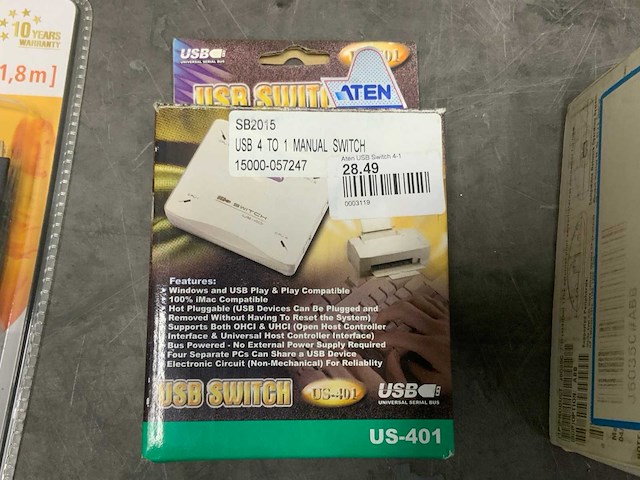 10 YEARS
WARRANTY
1,8m]
USB
UNIVERSAL SERIAL BUS
USB SWITCH
ATEN
SB2015
USB 4 TO 1 MANUAL SWITCH
15000-057247
Aten USB Switch 4-1
28.49
0003119
SWITCH
Features:
Windows and USB Play & Play Compatible
100% iMac Compatible
Hot Pluggable (USB Devices Can Be Plugged and
Removed Without Having To Reset the System)
Supports Both OHCI & UHCI (Open Host Controller
Interface & Universal Host Controller Interface)
Bus Powered - No External Power Supply Required
Four Separate PCs Can Share a USB Device
Electronic Circuit (Non-Mechanical) For Reliablity
USB SWITCH
US-401
USB
UNIVERSAL SERIAL BUS
US-401